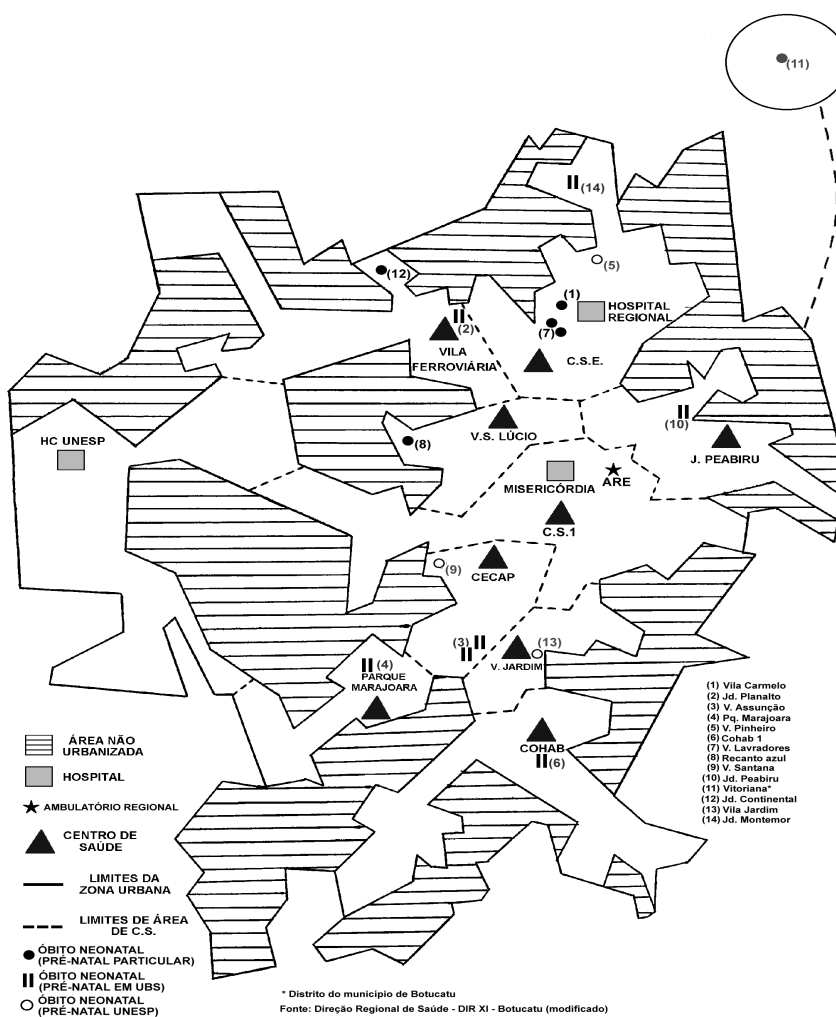 (11)
(14)
(5)
(12)
(1)
HOSPITAL
REGIONAL
(2)
(7)
VILA
FERROVIÁRIA
C.S.E.
(10)
HC UNESP
(8)
V.S. LÚCIO
J. PEABIRU
MISERICÓRDIA
ARE
C.S.1
(9)
CECAP
(3)
(13)
(4)
V. JARDIM
PARQUE
MARAJOARA
COHAB
(6)
(1) Vila Carmelo
(2) Jd. Planalto
(3) V. Assunção
(4) Pq. Marajoara
(5) V. Pinheiro
(6) Cohab 1
(7) V. Lavradores
(8) Recanto azul
(9) V. Santana
(10) Jd. Peabiru
(11) Vitoriana*
(12) Jd. Continental
(13) Vila Jardim
(14) Jd. Montemor
ÁREA NÃO
URBANIZADA
HOSPITAL
AMBULATÓRIO REGIONAL
CENTRO DE
SAÚDE
LIMITES DA
ZONA URBANA
LIMITES DE ÁREA
DE C.S.
ÓBITO NEONATAL
(PRÉ-NATAL PARTICULAR)
ÓBITO NEONATAL
(PRÉ-NATAL EM UBS)
ÓBITO NEONATAL
(PRÉ-NATAL UNESP)
* Distrito do município de Botucatu
Fonte: Direção Regional de Saúde - DIR XI - Botucatu (modificado)